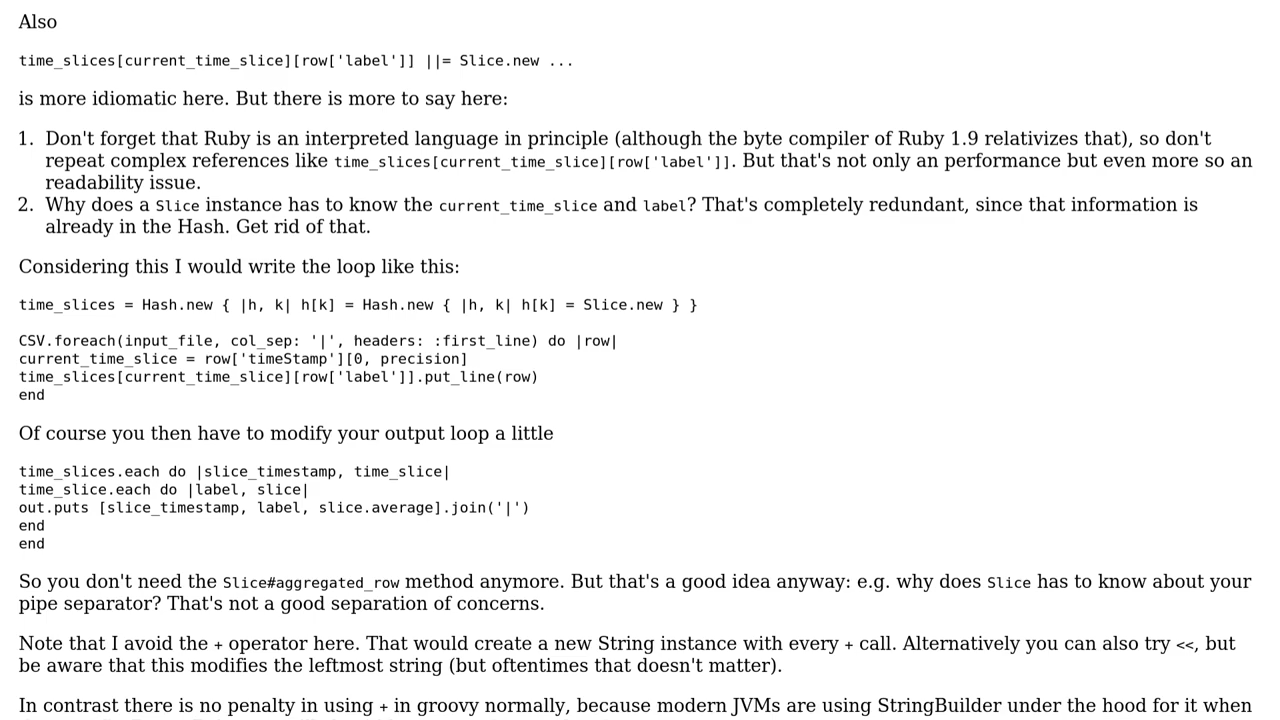 Also
time_slices[current_time_slice][row['label']] ||= Slice.new ...
is more idiomatic here. But there is more to say here:
1. Don't forget that Ruby is an interpreted language in principle (although the byte compiler of Ruby 1.9 relativizes that), so don't
repeat complex references like time_slices[current_time_slice][row['label']]. But that's not only an performance but even more so an
readability issue.
2. Why does a Slice instance has to know the current_time_slice and label? That's completely redundant, since that information is
already in the Hash. Get rid of that.
Considering this I would write the loop like this:
time_slices = Hash.new { |h, k| h[k] = Hash.new { |h, k| h[k] = Slice.new } }
CSV.foreach(input_file, col_sep: '|', headers: :first_line) do |row|
current_time_slice = row['timeStamp'][0, precision]
time_slices[current_time_slice][row['label']].put_line(row)
end
Of course you then have to modify your output loop a little
time_slices.each do |slice_timestamp, time_slice|
time_slice.each do |label, slice|
out.puts [slice_timestamp, label, slice.average].join('|')
end
end
So you don't need the Slice#aggregated_row method anymore. But that's a good idea anyway: e.g. why does Slice has to know about your
pipe separator? That's not a good separation of concerns.
Note that I avoid the + operator here. That would create a new String instance with every + call. Alternatively you can also try <<, but
be aware that this modifies the leftmost string (but oftentimes that doesn't matter).
In contrast there is no penalty in using + in groovy normally, because modern JVMs are using StringBuilder under the hood for it when